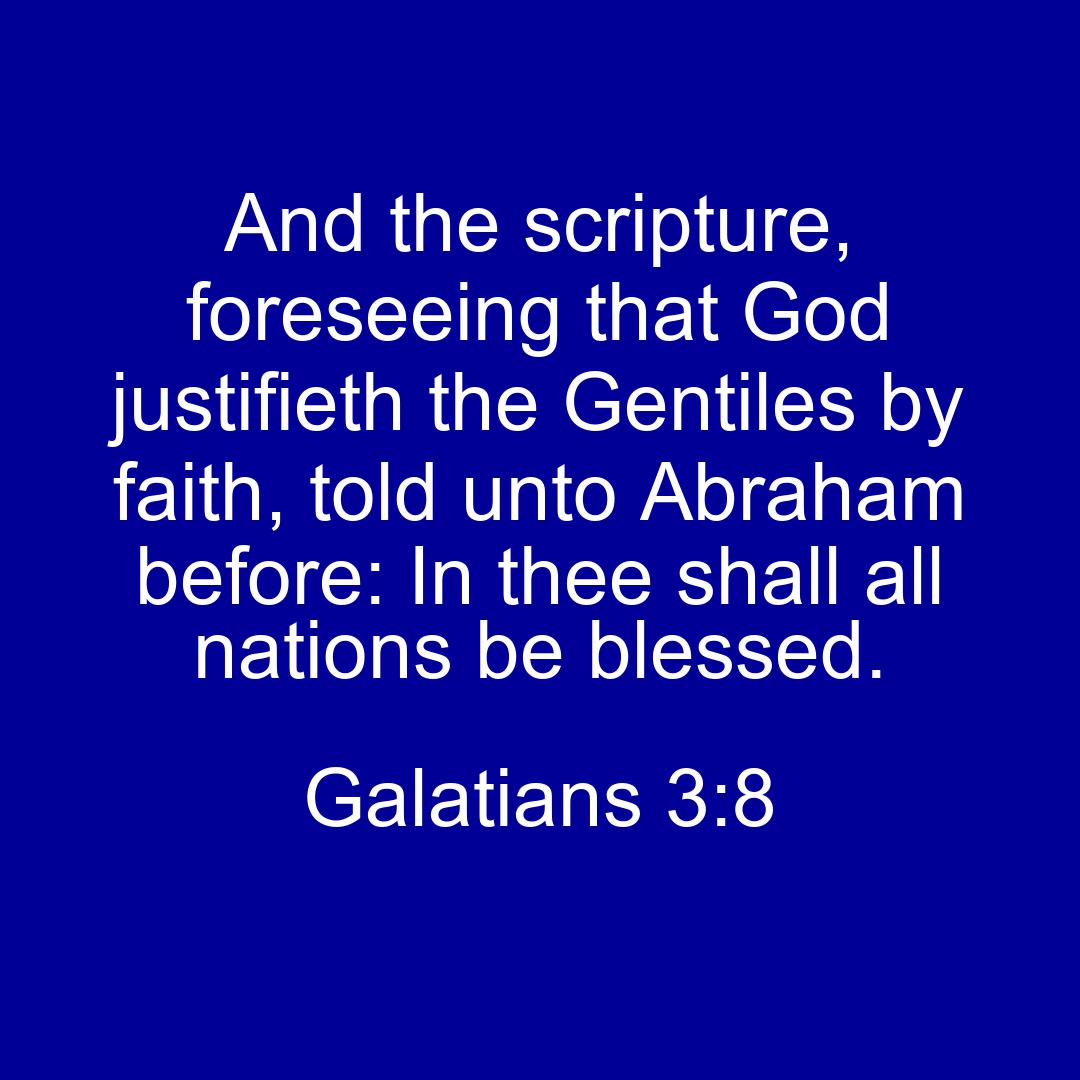 And the scripture,
foreseeing that God
justifieth the Gentiles by
faith, told unto Abraham
before: In thee shall all
nations be blessed.
Galatians 3:8